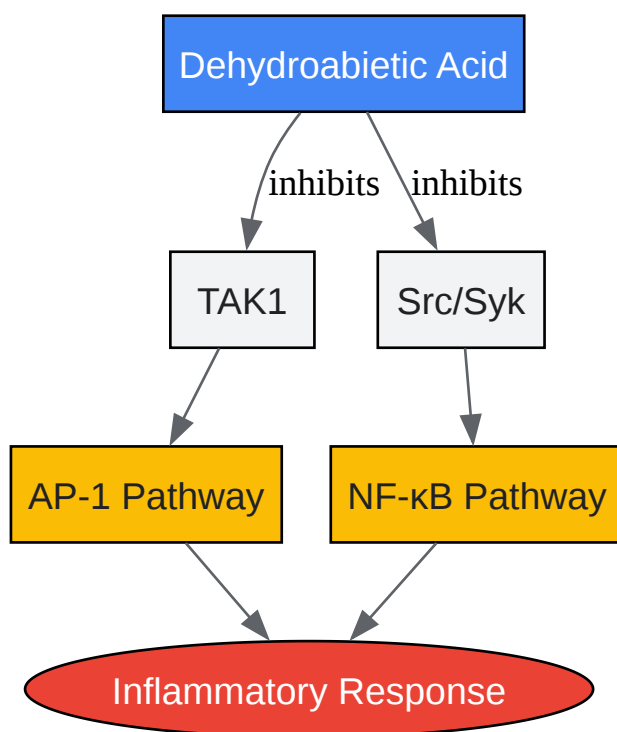 Dehydroabietic Acid
inhibits
inhibits
TAK1
Src/Syk
AP-1 Pathway
NF-κB Pathway
Inflammatory Response